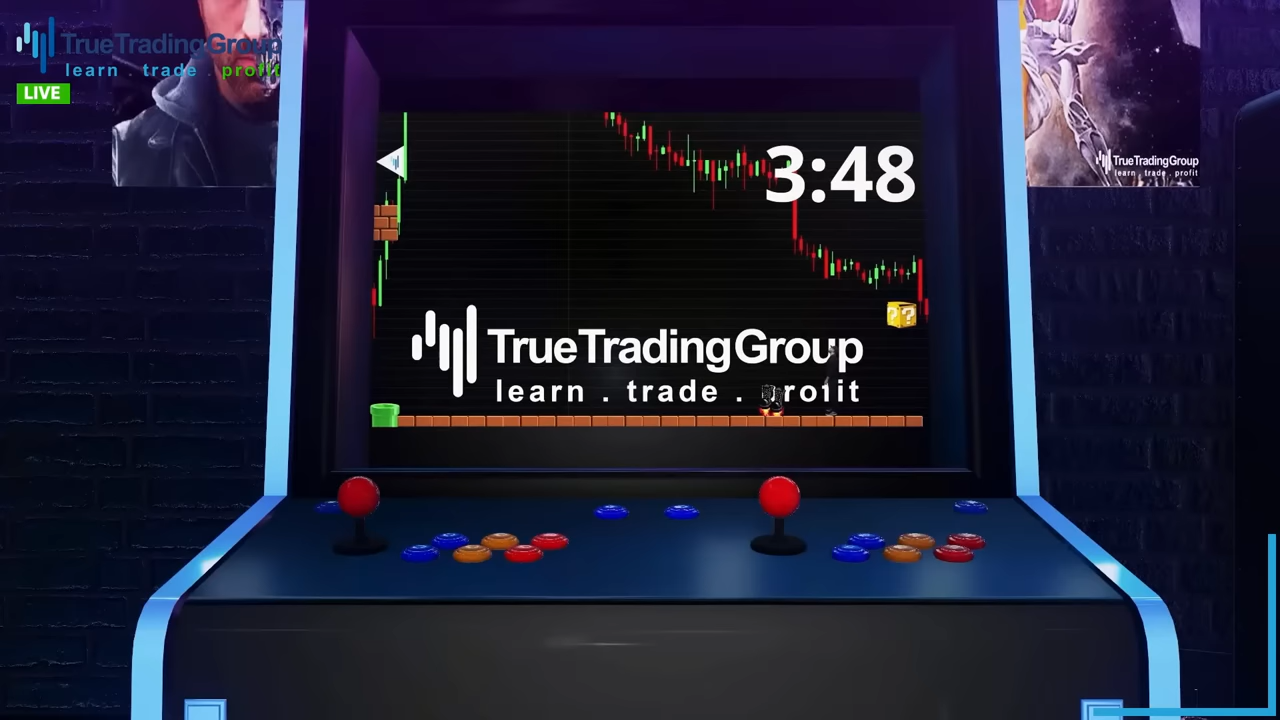 TrueTradingGroup
learn . trade . profit
LIVE
3:48
TrueTradingGroup
learn . trade . profit
TrueTradingGroup
learn . trade . profit
? ?